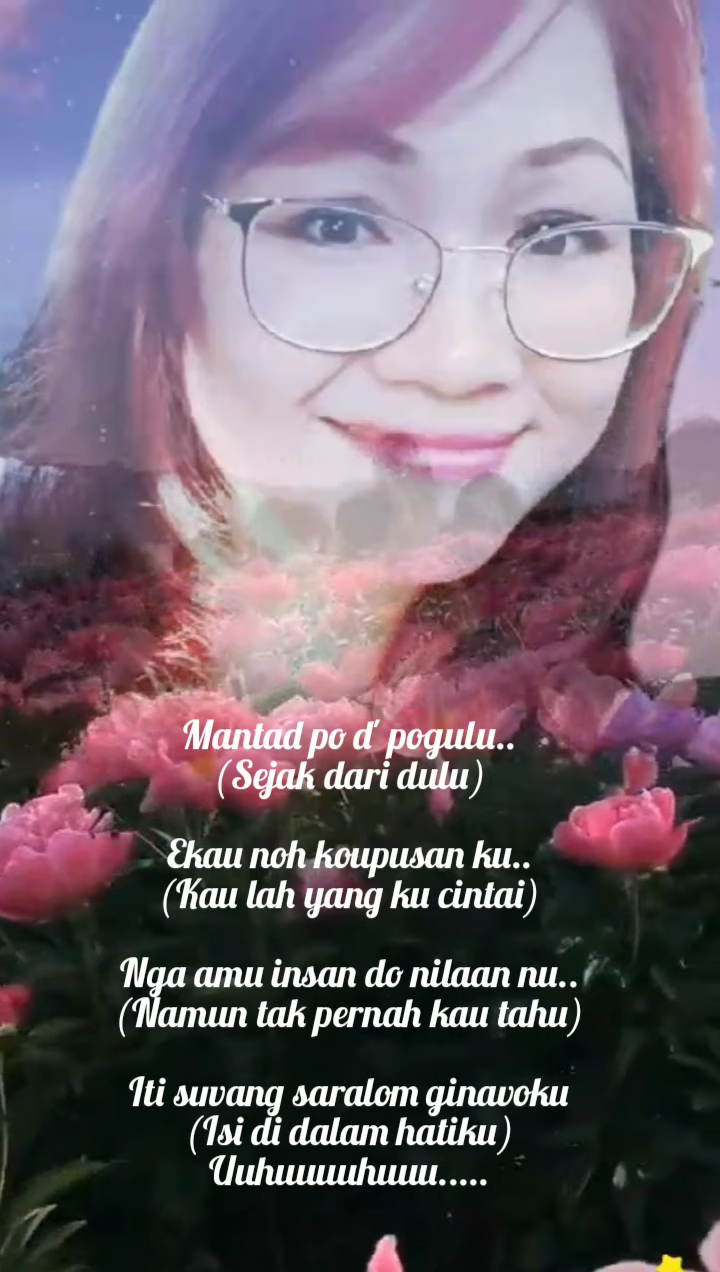 Mantad po d' pogulu..
(Sejak dari dulu)
Ekau noh koupusan ku..
(Kau lah yang ku cintai)
Nga amu insan do nilaan nu..
(Namun tak pernah kau tahu)
Iti suvang saralom ginavoku
(Isi di dalam hatiku)
Uuhuuuuuhuuu.....